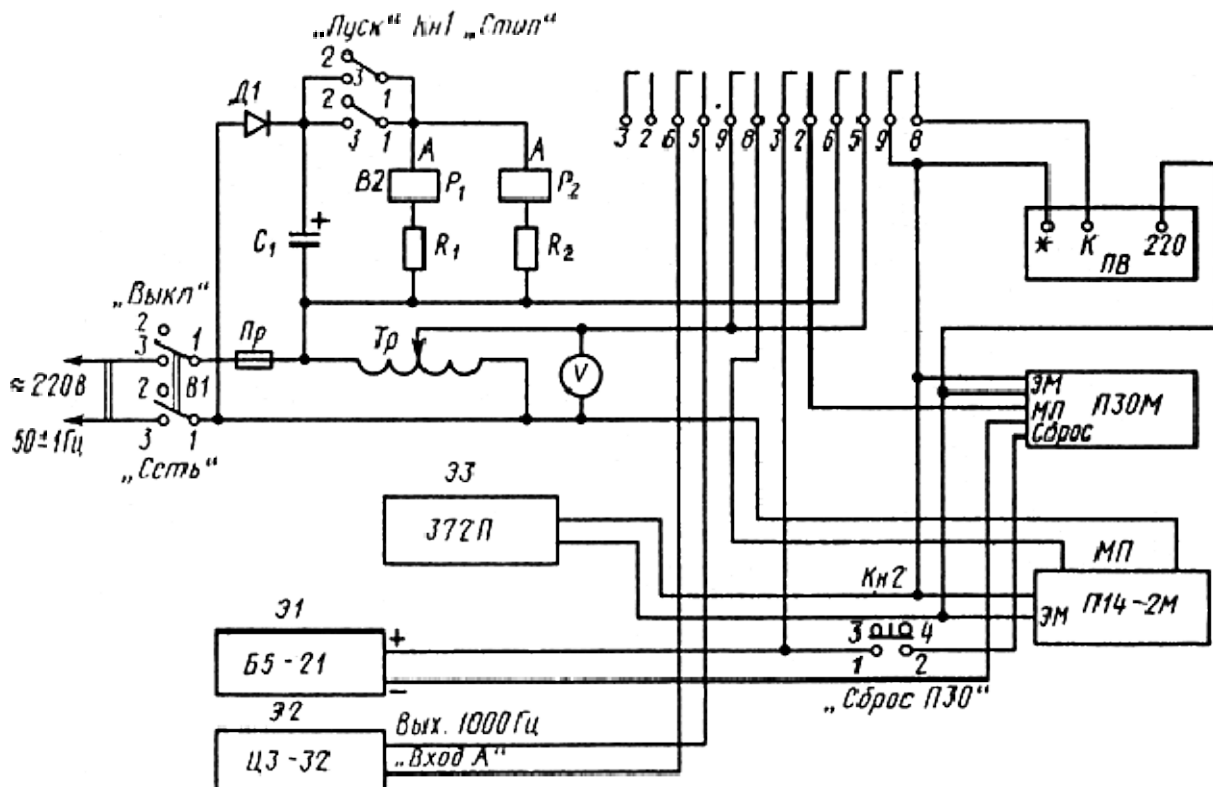 „Пуск“ Кн1 „Стоп“
2
3
1
2
3
1
Д1
А
А
В2
Р1
Р2
С1
+
R1
R2
„Выкл“
2
3
1
Пр
Тр
V
≈ 220В
2
В1
50±1Гц
3
1
„Сеть“
3 2 6 5 9 8 3 2 6 5 9 8
* К 220
ПВ
ЭМ
МП
Сброс
П30М
Э3
372П
МП
Кн2
П14-2М
ЭМ
Э1
Б5-21
+
−
3 4
1 2
„Сброс П30“
Э2
Ц3-32
Вых. 1000Гц
„Вход А“